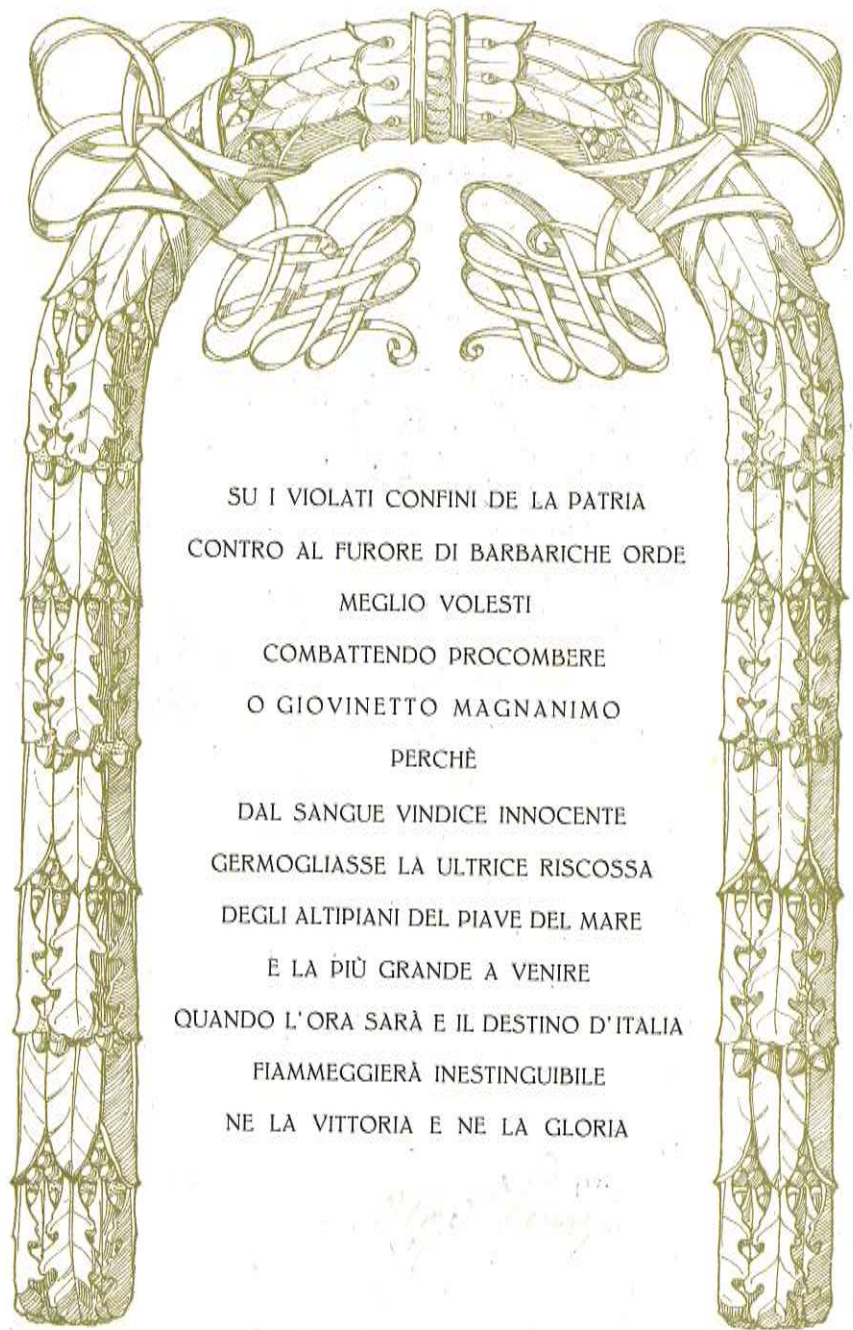 SU I VIOLATI CONFINI DE LA PATRIA
CONTRO AL FURORE DI BARBARICHE ORDE
MEGLIO VOLESTI
COMBATTENDO PROCOMBERE
O GIOVINETTO MAGNANIMO
PERCHÈ
DAL SANGUE VINDICE INNOCENTE
GERMOGLIASSE LA ULTRICE RISCOSSA
DEGLI ALTIPIANI DEL PIAVE DEL MARE
E LA PIÙ GRANDE A VENIRE
QUANDO L'ORA SARÀ E IL DESTINO D'ITALIA
FIAMMEGGIERÀ INESTINGUIBILE
NE LA VITTORIA E NE LA GLORIA